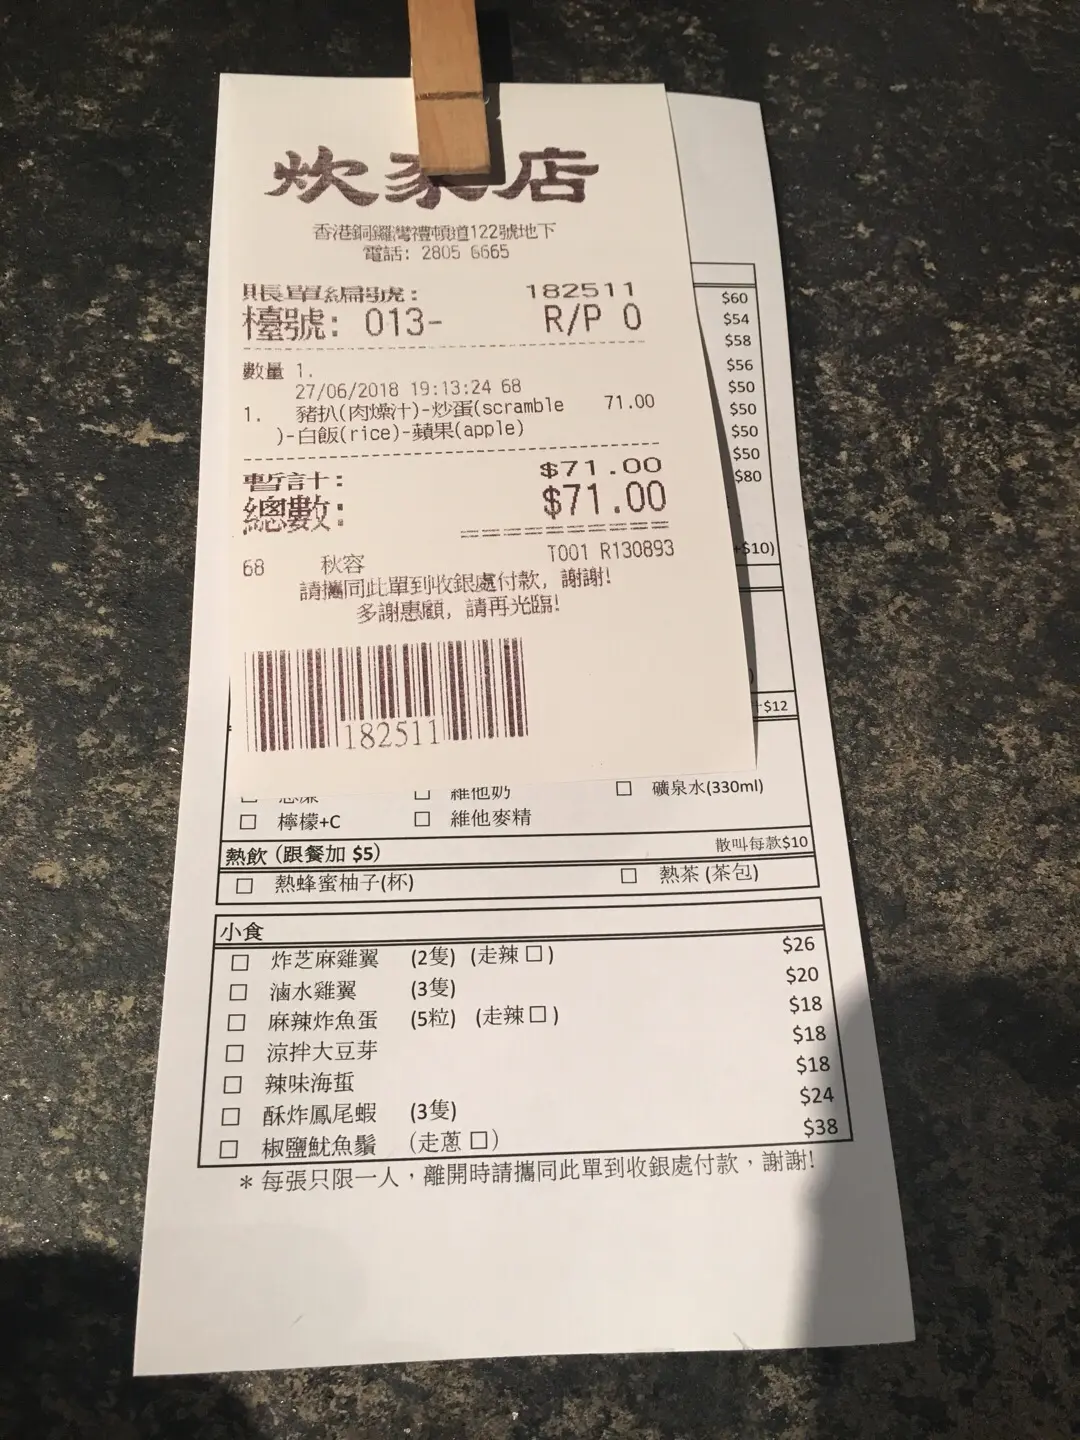 炊家店
香港銅鑼灣禮頓道122號地下
電話: 2805 6665
賬單編號: 182511
檯號: 013- R/P 0
數量 1.
27/06/2018 19:13:24 68
1. 豬扒(肉燥汁)-炒蛋(scramble 71.00
)-白飯(rice)-蘋果(apple)
暫計: $71.00
總數: $71.00
68 秋容 T001 R130893
請攜同此單到收銀處付款, 謝謝!
多謝惠顧, 請再光臨!
182511
$60
$54
$58
$56
$50
$50
$50
$50
$80
+$10)
)
$12
□ 維他奶 □ 礦泉水(330ml)
□ 檸檬+C □ 維他麥精
熱飲 (跟餐加 $5) 散叫每款$10
□ 熱蜂蜜柚子(杯) □ 熱茶 (茶包)
小食
□ 炸芝麻雞翼 (2隻) (走辣 □ ) $26
□ 滷水雞翼 (3隻) $20
□ 麻辣炸魚蛋 (5粒) (走辣 □ ) $18
□ 涼拌大豆芽 $18
□ 辣味海蜇 $18
□ 酥炸鳳尾蝦 (3隻) $24
□ 椒鹽魷魚鬚 (走蔥 □ ) $38
* 每張只限一人，離開時請攜同此單到收銀處付款，謝謝!